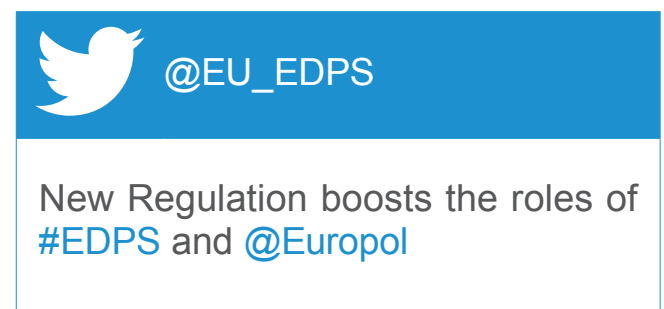 @EU_EDPS
New Regulation boosts the roles of
#EDPS and @Europol